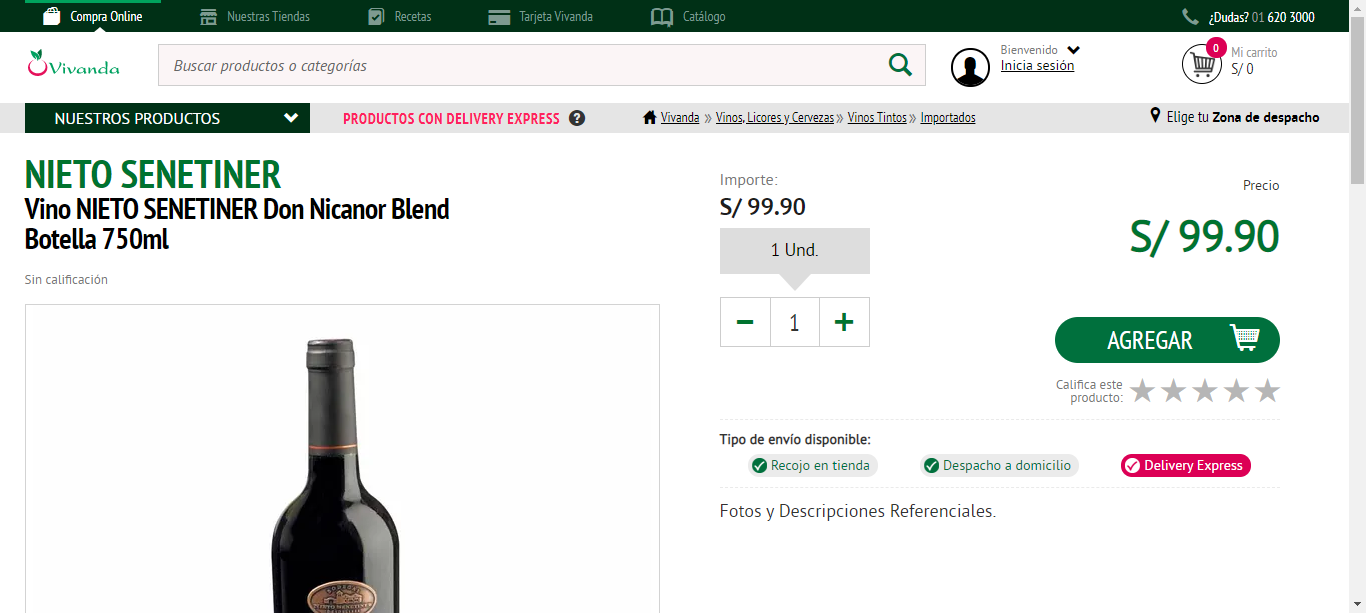 Compra Online
Nuestras Tiendas
Recetas
Tarjeta Vivanda
Catálogo
¿Dudas? 01 620 3000
Vivanda
Buscar productos o categorías
Bienvenido
Inicia sesión
0
Mi carrito
S/ 0
NUESTROS PRODUCTOS
PRODUCTOS CON DELIVERY EXPRESS ?
Vivanda » Vinos, Licores y Cervezas » Vinos Tintos » Importados
Elige tu Zona de despacho
NIETO SENETINER
Vino NIETO SENETINER Don Nicanor Blend
Botella 750ml
Sin calificación
Importe:
S/ 99.90
1 Und.
− 1 +
Precio
S/ 99.90
AGREGAR
Califica este
producto:
Tipo de envío disponible:
Recojo en tienda
Despacho a domicilio
Delivery Express
Fotos y Descripciones Referenciales.
BODEGAS
NIETO SENETINER